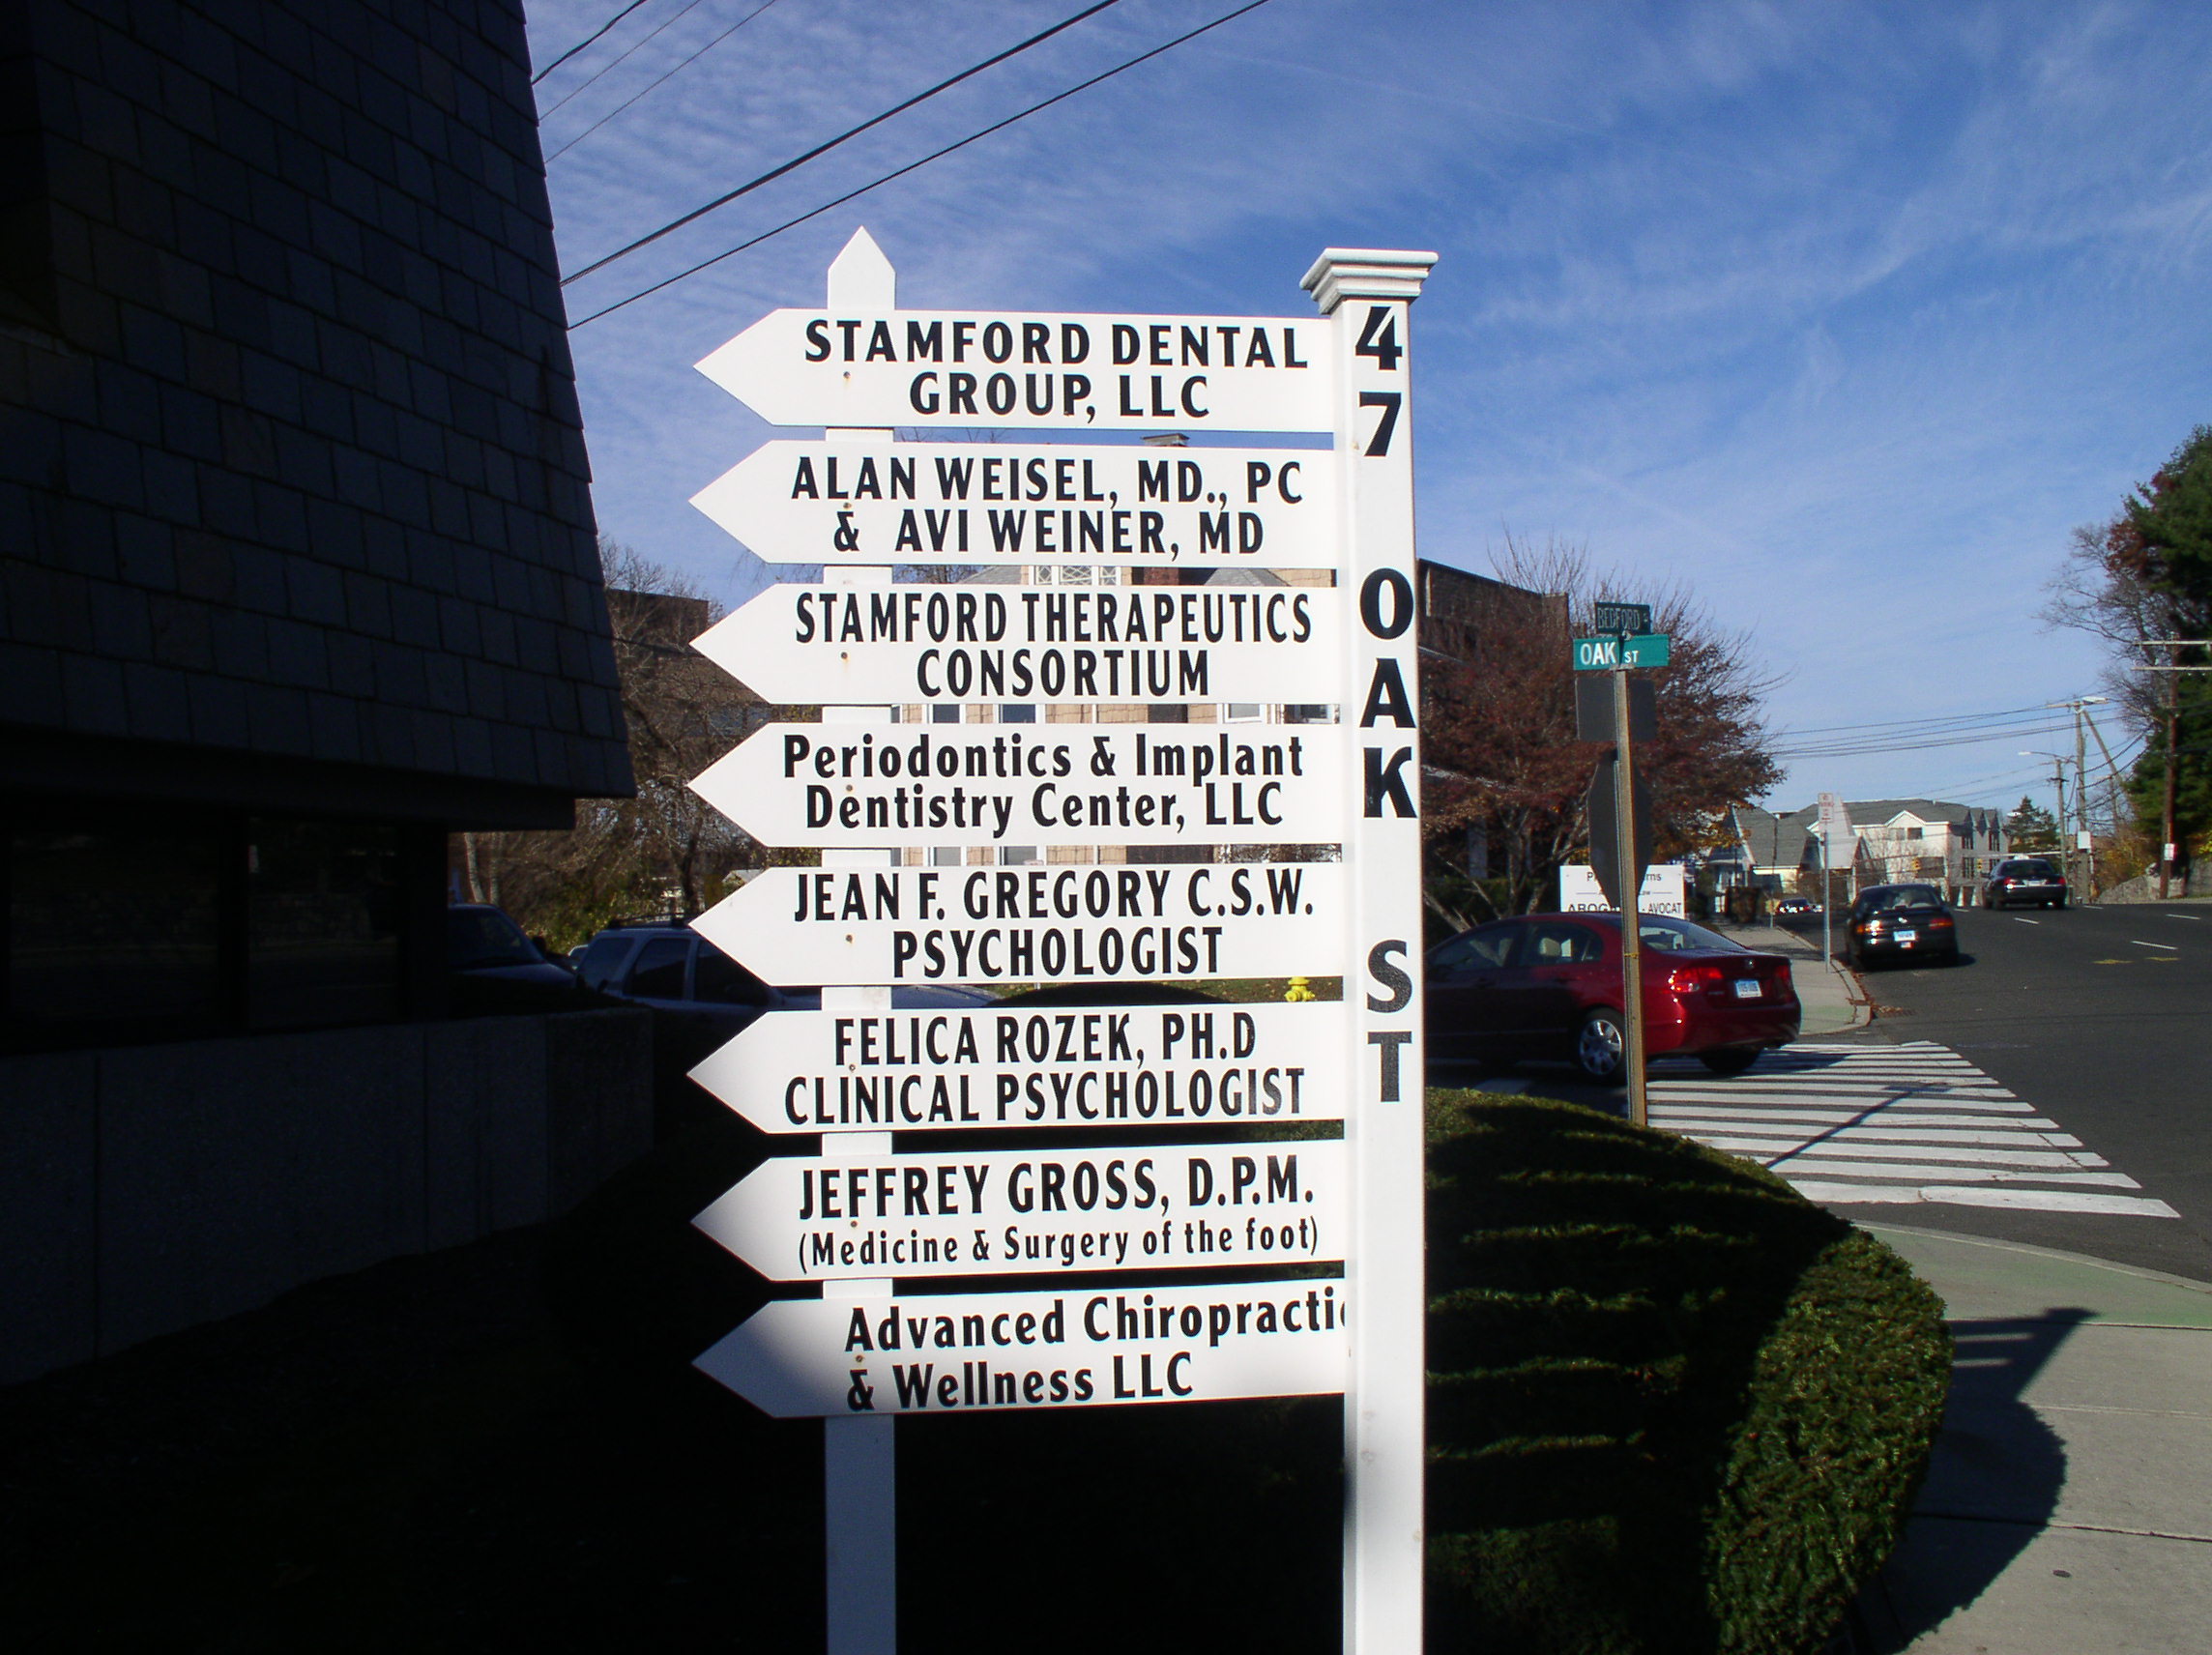 STAMFORD DENTAL
GROUP, LLC
ALAN WEISEL, MD., PC
& AVI WEINER, MD
STAMFORD THERAPEUTICS
CONSORTIUM
Periodontics & Implant
Dentistry Center, LLC
JEAN F. GREGORY C.S.W.
PSYCHOLOGIST
FELICA ROZEK, PH.D
CLINICAL PSYCHOLOGIST
JEFFREY GROSS, D.P.M.
(Medicine & Surgery of the foot)
Advanced Chiropractic
& Wellness LLC
47 OAK ST
BEDFORD
OAK ST
AVOCAT